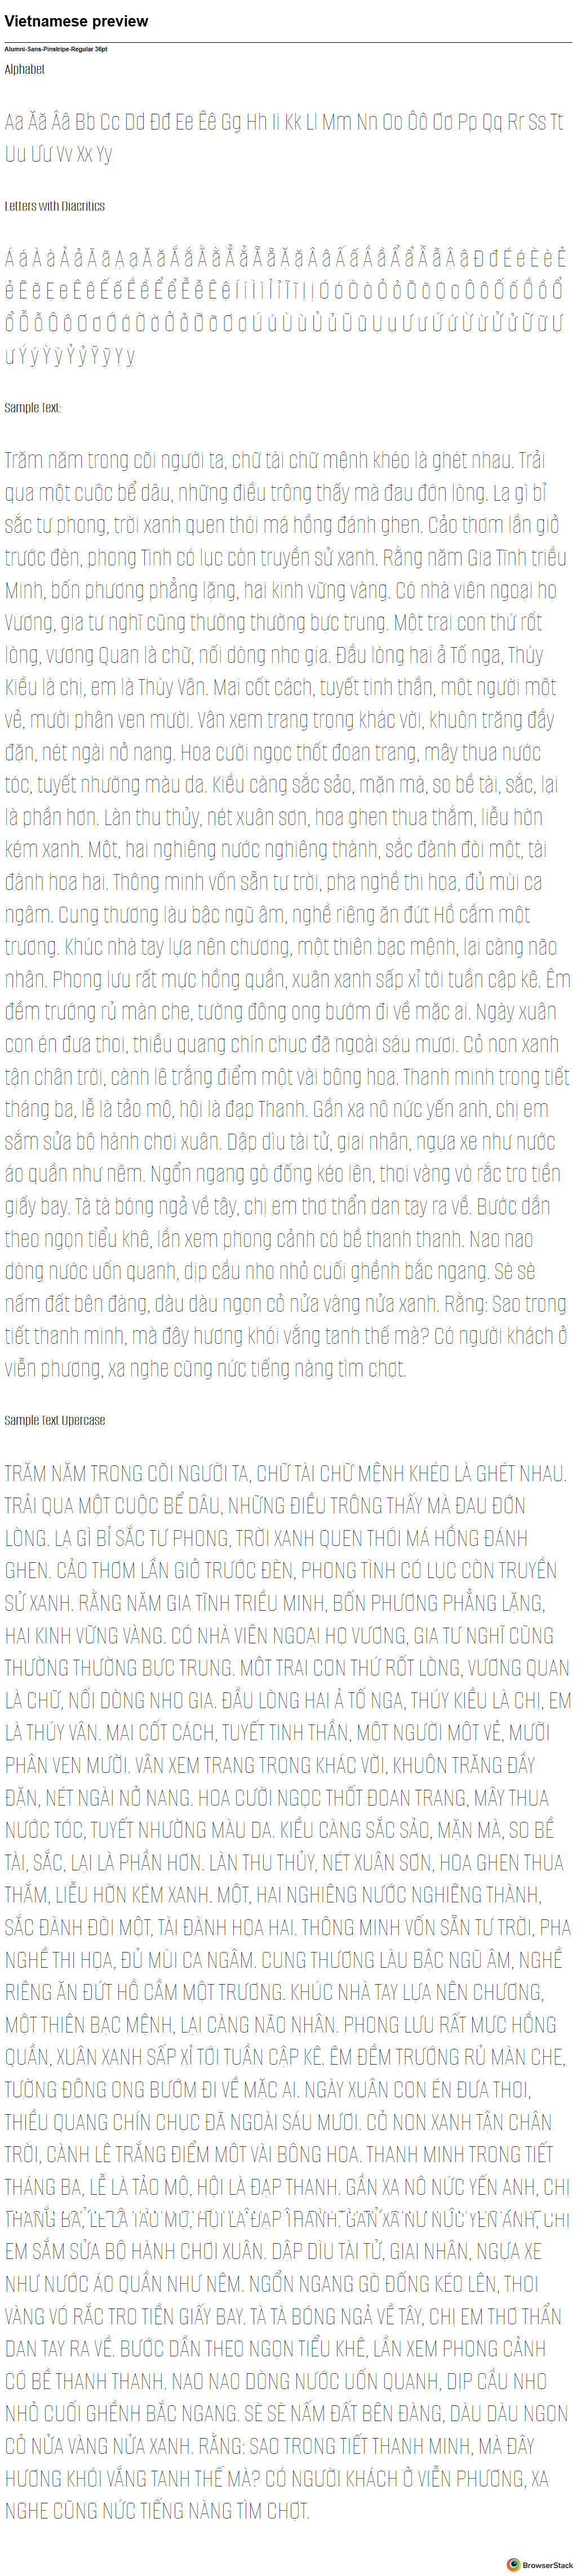 Vietnamese preview
Alumni-Sans-Pinstripe-Regular 36pt
Alphabet
Aa Ăă Ââ Bb Cc Dd Đđ Ee Êê Gg Hh Ii Kk Ll Mm Nn Oo Ôô Ơơ Pp Qq Rr Ss Tt
Uu Ưư Vv Xx Yy
Letters with Diacritics
Á á À à Ả ả Ã ã Ạ ạ Ă ă Ắ ắ Ằ ằ Ẳ ẳ Ẵ ẵ Ặ ặ Â â Ấ ấ Ầ ầ Ẩ ẩ Ẫ ẫ Ậ ậ Đ đ É é È è Ẻ
ẻ Ẽ ẽ Ẹ ẹ Ê ê Ế ế Ề ề Ể ể Ễ ễ Ệ ệ Í í Ì ì Ỉ ỉ Ĩ ĩ Ị ị Ó ó Ò ò Ỏ ỏ Õ õ Ọ ọ Ô ô Ố ố Ồ ồ Ổ
ổ Ỗ ỗ Ộ ộ Ơ ơ Ớ ớ Ờ ờ Ở ở Ỡ ỡ Ợ ợ Ú ú Ù ù Ủ ủ Ũ ũ Ụ ụ Ư ư Ứ ứ Ừ ừ Ử ử Ữ ữ Ự
ự Ý ý Ỳ ỳ Ỷ ỷ Ỹ ỹ Ỵ ỵ
Sample Text:
Trăm năm trong cõi người ta, chữ tài chữ mệnh khéo là ghét nhau. Trải
qua một cuộc bể dâu, những điều trông thấy mà đau đớn lòng. Lạ gì bỉ
sắc tư phong, trời xanh quen thói má hồng đánh ghen. Cảo thơm lần giở
trước đèn, phong Tình có lục còn truyền sử xanh. Rằng năm Gia Tĩnh triều
Minh, bốn phương phẳng lặng, hai kinh vững vàng. Có nhà viên ngoại họ
Vương, gia tư nghĩ cũng thường thường bực trung. Một trai con thứ rốt
lòng, vương Quan là chữ, nối dòng nho gia. Đầu lòng hai ả Tố nga, Thúy
Kiều là chị, em là Thúy Vân. Mai cốt cách, tuyết tinh thần, một người một
vẻ, mười phân vẹn mười. Vân xem trang trọng khác vời, khuôn trăng đầy
đặn, nét ngài nở nang. Hoa cười ngọc thốt đoan trang, mây thua nước
tóc, tuyết nhường màu da. Kiều càng sắc sảo, mặn mà, so bề tài, sắc, lại
là phần hơn. Làn thu thủy, nét xuân sơn, hoa ghen thua thắm, liễu hờn
kém xanh. Một, hai nghiêng nước nghiêng thành, sắc đành đòi một, tài
đành họa hai. Thông minh vốn sẵn tư trời, pha nghề thi họa, đủ mùi ca
ngâm. Cung thương làu bậc ngũ âm, nghề riêng ăn đứt Hồ cầm một
trương. Khúc nhà tay lựa nên chương, một thiên bạc mệnh, lại càng não
nhân. Phong lưu rất mực hồng quần, xuân xanh sấp xỉ tới tuần cập kê. Êm
đềm trướng rủ màn che, tường đông ong bướm đi về mặc ai. Ngày xuân
con én đưa thoi, thiều quang chín chục đã ngoài sáu mươi. Cỏ non xanh
tận chân trời, cành lê trắng điểm một vài bông hoa. Thanh minh trong tiết
tháng ba, lễ là tảo mộ, hội là đạp Thanh. Gần xa nô nức yến anh, chị em
sắm sửa bộ hành chơi xuân. Dập dìu tài tử, giai nhân, ngựa xe như nước
áo quần như nêm. Ngổn ngang gò đống kéo lên, thoi vàng vó rắc tro tiền
giấy bay. Tà tà bóng ngả về tây, chị em thơ thẩn dan tay ra về. Bước dần
theo ngọn tiểu khê, lần xem phong cảnh có bề thanh thanh. Nao nao
dòng nước uốn quanh, dịp cầu nho nhỏ cuối ghềnh bắc ngang. Sè sè
nấm đất bên đàng, dàu dàu ngọn cỏ nửa vàng nửa xanh. Rằng: Sao trong
tiết thanh minh, mà đây hương khói vắng tanh thế mà? Có người khách ở
viễn phương, xa nghe cũng nức tiếng nàng tìm chợt.
Sample Text Upercase
TRĂM NĂM TRONG CÕI NGƯỜI TA, CHỮ TÀI CHỮ MỆNH KHÉO LÀ GHÉT NHAU.
TRẢI QUA MỘT CUỘC BỂ DÂU, NHỮNG ĐIỀU TRÔNG THẤY MÀ ĐAU ĐỚN
LÒNG. LẠ GÌ BỈ SẮC TƯ PHONG, TRỜI XANH QUEN THÓI MÁ HỒNG ĐÁNH
GHEN. CẢO THƠM LẦN GIỞ TRƯỚC ĐÈN, PHONG TÌNH CÓ LỤC CÒN TRUYỀN
SỬ XANH. RẰNG NĂM GIA TĨNH TRIỀU MINH, BỐN PHƯƠNG PHẲNG LẶNG,
HAI KINH VỮNG VÀNG. CÓ NHÀ VIÊN NGOẠI HỌ VƯƠNG, GIA TƯ NGHĨ CŨNG
THƯỜNG THƯỜNG BỰC TRUNG. MỘT TRAI CON THỨ RỐT LÒNG, VƯƠNG QUAN
LÀ CHỮ, NỐI DÒNG NHO GIA. ĐẦU LÒNG HAI Ả TỐ NGA, THÚY KIỀU LÀ CHỊ, EM
LÀ THÚY VÂN. MAI CỐT CÁCH, TUYẾT TINH THẦN, MỘT NGƯỜI MỘT VẺ, MƯỜI
PHÂN VẸN MƯỜI. VÂN XEM TRANG TRỌNG KHÁC VỜI, KHUÔN TRĂNG ĐẦY
ĐẶN, NÉT NGÀI NỞ NANG. HOA CƯỜI NGỌC THỐT ĐOAN TRANG, MÂY THUA
NƯỚC TÓC, TUYẾT NHƯỜNG MÀU DA. KIỀU CÀNG SẮC SẢO, MẶN MÀ, SO BỀ
TÀI, SẮC, LẠI LÀ PHẦN HƠN. LÀN THU THỦY, NÉT XUÂN SƠN, HOA GHEN THUA
THẮM, LIỄU HỜN KÉM XANH. MỘT, HAI NGHIÊNG NƯỚC NGHIÊNG THÀNH,
SẮC ĐÀNH ĐÒI MỘT, TÀI ĐÀNH HỌA HAI. THÔNG MINH VỐN SẴN TƯ TRỜI, PHA
NGHỀ THI HỌA, ĐỦ MÙI CA NGÂM. CUNG THƯƠNG LÀU BẬC NGŨ ÂM, NGHỀ
RIÊNG ĂN ĐỨT HỒ CẦM MỘT TRƯƠNG. KHÚC NHÀ TAY LỰA NÊN CHƯƠNG,
MỘT THIÊN BẠC MỆNH, LẠI CÀNG NÃO NHÂN. PHONG LƯU RẤT MỰC HỒNG
QUẦN, XUÂN XANH SẤP XỈ TỚI TUẦN CẬP KÊ. ÊM ĐỀM TRƯỚNG RỦ MÀN CHE,
TƯỜNG ĐÔNG ONG BƯỚM ĐI VỀ MẶC AI. NGÀY XUÂN CON ÉN ĐƯA THOI,
THIỀU QUANG CHÍN CHỤC ĐÃ NGOÀI SÁU MƯƠI. CỎ NON XANH TẬN CHÂN
TRỜI, CÀNH LÊ TRẮNG ĐIỂM MỘT VÀI BÔNG HOA. THANH MINH TRONG TIẾT
THÁNG BA, LỄ LÀ TẢO MỘ, HỘI LÀ ĐẠP THANH. GẦN XA NÔ NỨC YẾN ANH, CHỊ
EM SẮM SỬA BỘ HÀNH CHƠI XUÂN. DẬP DÌU TÀI TỬ, GIAI NHÂN, NGỰA XE
NHƯ NƯỚC ÁO QUẦN NHƯ NÊM. NGỔN NGANG GÒ ĐỐNG KÉO LÊN, THOI
VÀNG VÓ RẮC TRO TIỀN GIẤY BAY. TÀ TÀ BÓNG NGẢ VỀ TÂY, CHỊ EM THƠ THẨN
DAN TAY RA VỀ. BƯỚC DẦN THEO NGỌN TIỂU KHÊ, LẦN XEM PHONG CẢNH
CÓ BỀ THANH THANH. NAO NAO DÒNG NƯỚC UỐN QUANH, DỊP CẦU NHO
NHỎ CUỐI GHỀNH BẮC NGANG. SÈ SÈ NẤM ĐẤT BÊN ĐÀNG, DÀU DÀU NGỌN
CỎ NỬA VÀNG NỬA XANH. RẰNG: SAO TRONG TIẾT THANH MINH, MÀ ĐÂY
HƯƠNG KHÓI VẮNG TANH THẾ MÀ? CÓ NGƯỜI KHÁCH Ở VIỄN PHƯƠNG, XA
NGHE CŨNG NỨC TIẾNG NÀNG TÌM CHỢT.
BrowserStack